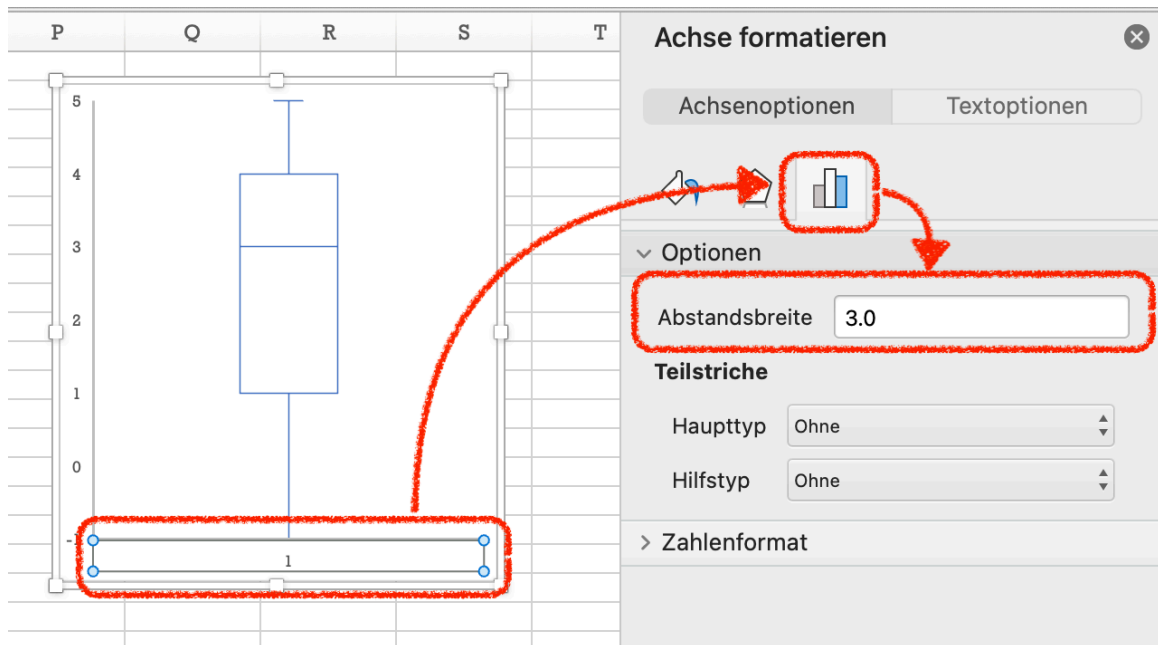 P Q R S T
5
4
3
2
1
0
-1
1
Achse formatieren
Achsenoptionen Textoptionen
Optionen
Abstandsbreite 3.0
Teilstriche
Haupttyp Ohne
Hilfstyp Ohne
Zahlenformat